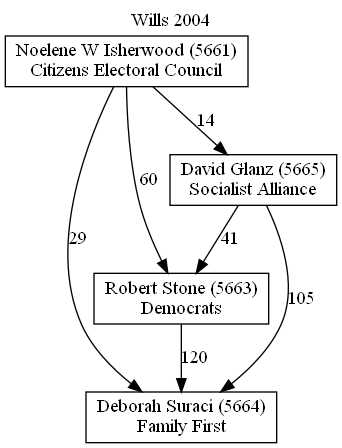 Wills 2004
Noelene W Isherwood (5661)
Citizens Electoral Council
14
David Glanz (5665)
Socialist Alliance
60
29
41
105
Robert Stone (5663)
Democrats
120
Deborah Suraci (5664)
Family First